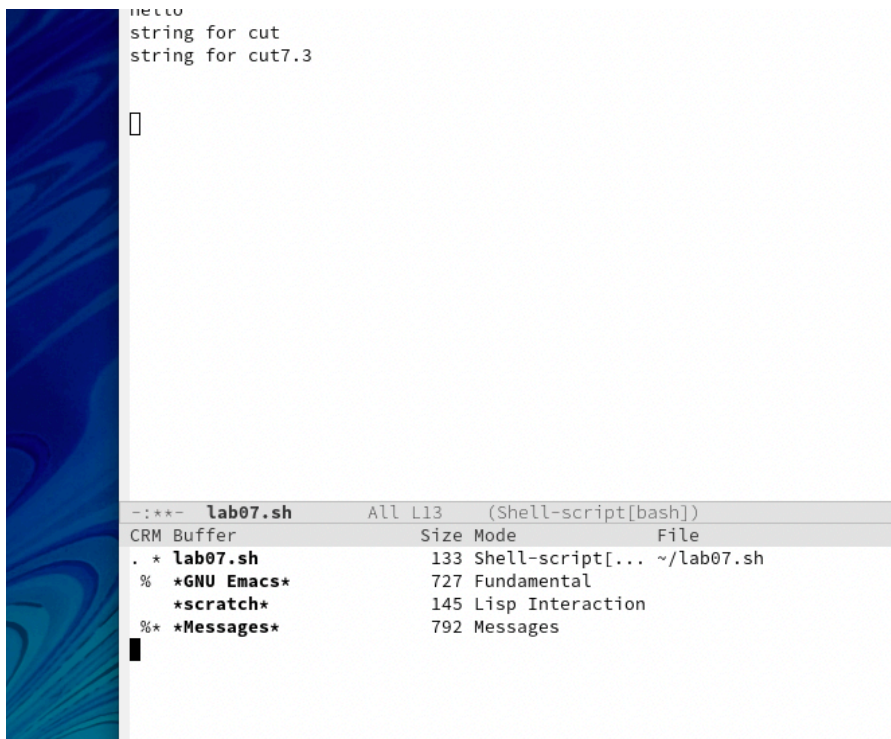 hello
string for cut
string for cut7.3
-:**-  lab07.sh       All L13    (Shell-script[bash])
CRM Buffer                 Size Mode            File
. * lab07.sh                133 Shell-script[... ~/lab07.sh
 %  *GNU Emacs*             727 Fundamental
    *scratch*               145 Lisp Interaction
 %* *Messages*              792 Messages